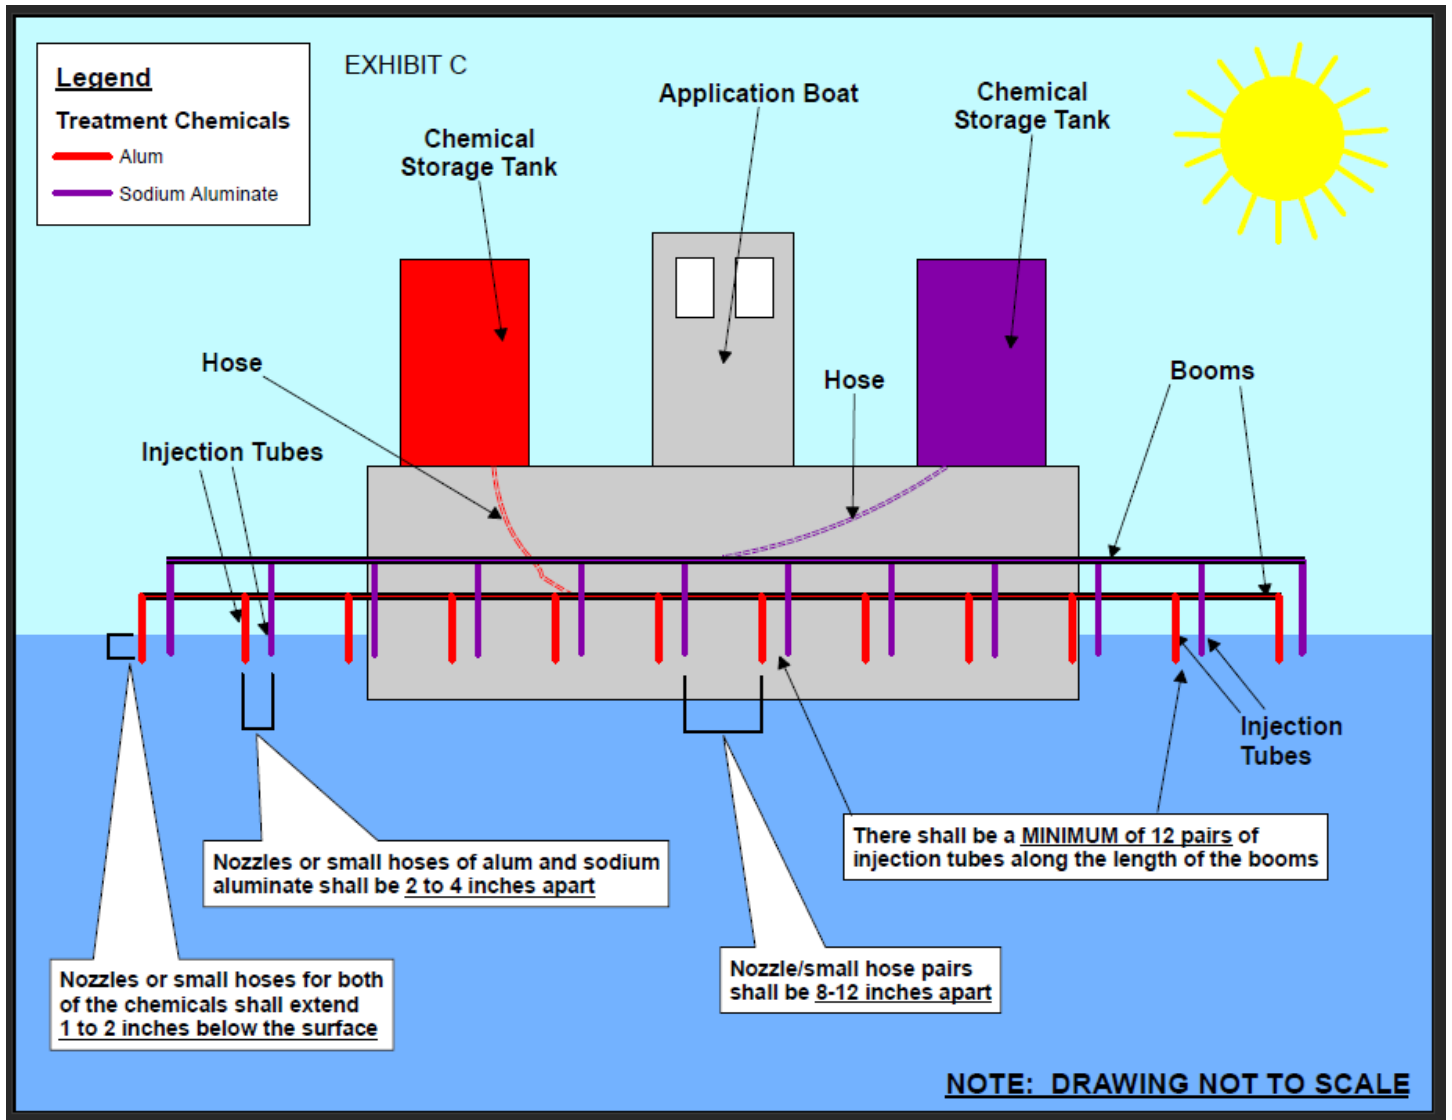 EXHIBIT C
Legend
Treatment Chemicals
Alum
Sodium Aluminate
Chemical
Storage Tank
Application Boat
Chemical
Storage Tank
Hose
Hose
Booms
Injection Tubes
Injection
Tubes
There shall be a MINIMUM of 12 pairs of
injection tubes along the length of the booms
Nozzles or small hoses of alum and sodium
aluminate shall be 2 to 4 inches apart
Nozzle/small hose pairs
shall be 8-12 inches apart
Nozzles or small hoses for both
of the chemicals shall extend
1 to 2 inches below the surface
NOTE: DRAWING NOT TO SCALE